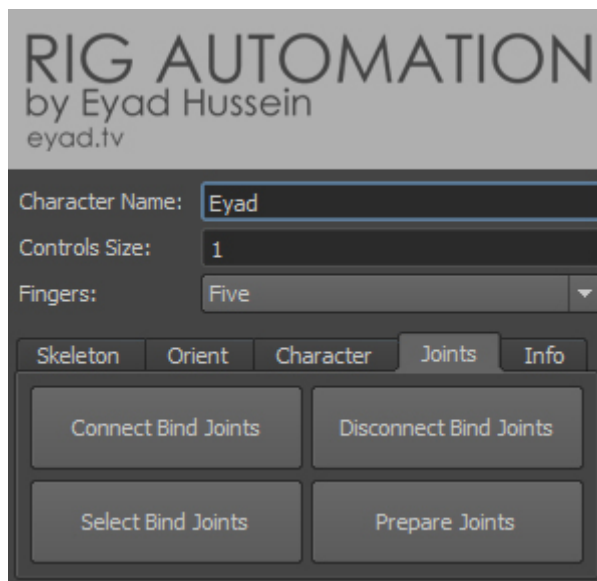 RIG AUTOMATION
by Eyad Hussein
eyad.tv
Character Name: Eyad
Controls Size: 1
Fingers: Five
Skeleton Orient Character Joints Info
Connect Bind Joints Disconnect Bind Joints
Select Bind Joints Prepare Joints